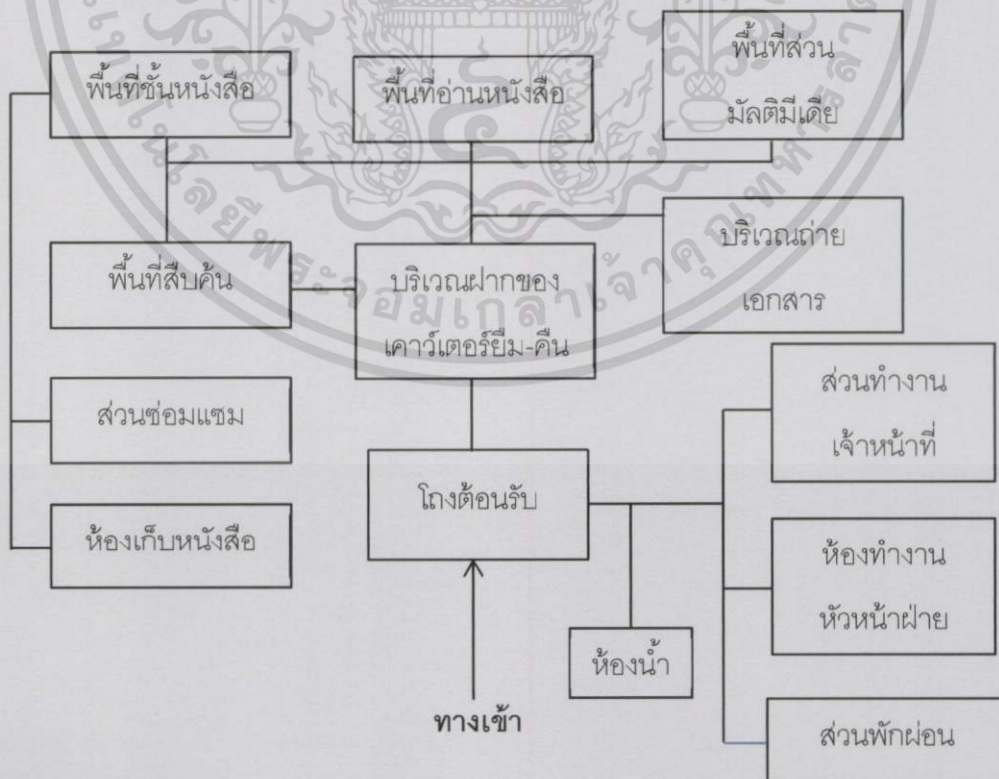 พื้นที่ชั้นหนังสือ
พื้นที่อ่านหนังสือ
พื้นที่ส่วน
มัลติมีเดีย
พื้นที่สืบค้น
บริเวณฝากของ
เคาว์เตอร์ยืม-คืน
บริเวณถ่าย
เอกสาร
ส่วนซ่อมแซม
ห้องเก็บหนังสือ
โถงต้อนรับ
ส่วนทำงาน
เจ้าหน้าที่
ห้องทำงาน
หัวหน้าฝ่าย
ห้องน้ำ
ส่วนพักผ่อน
ทางเข้า